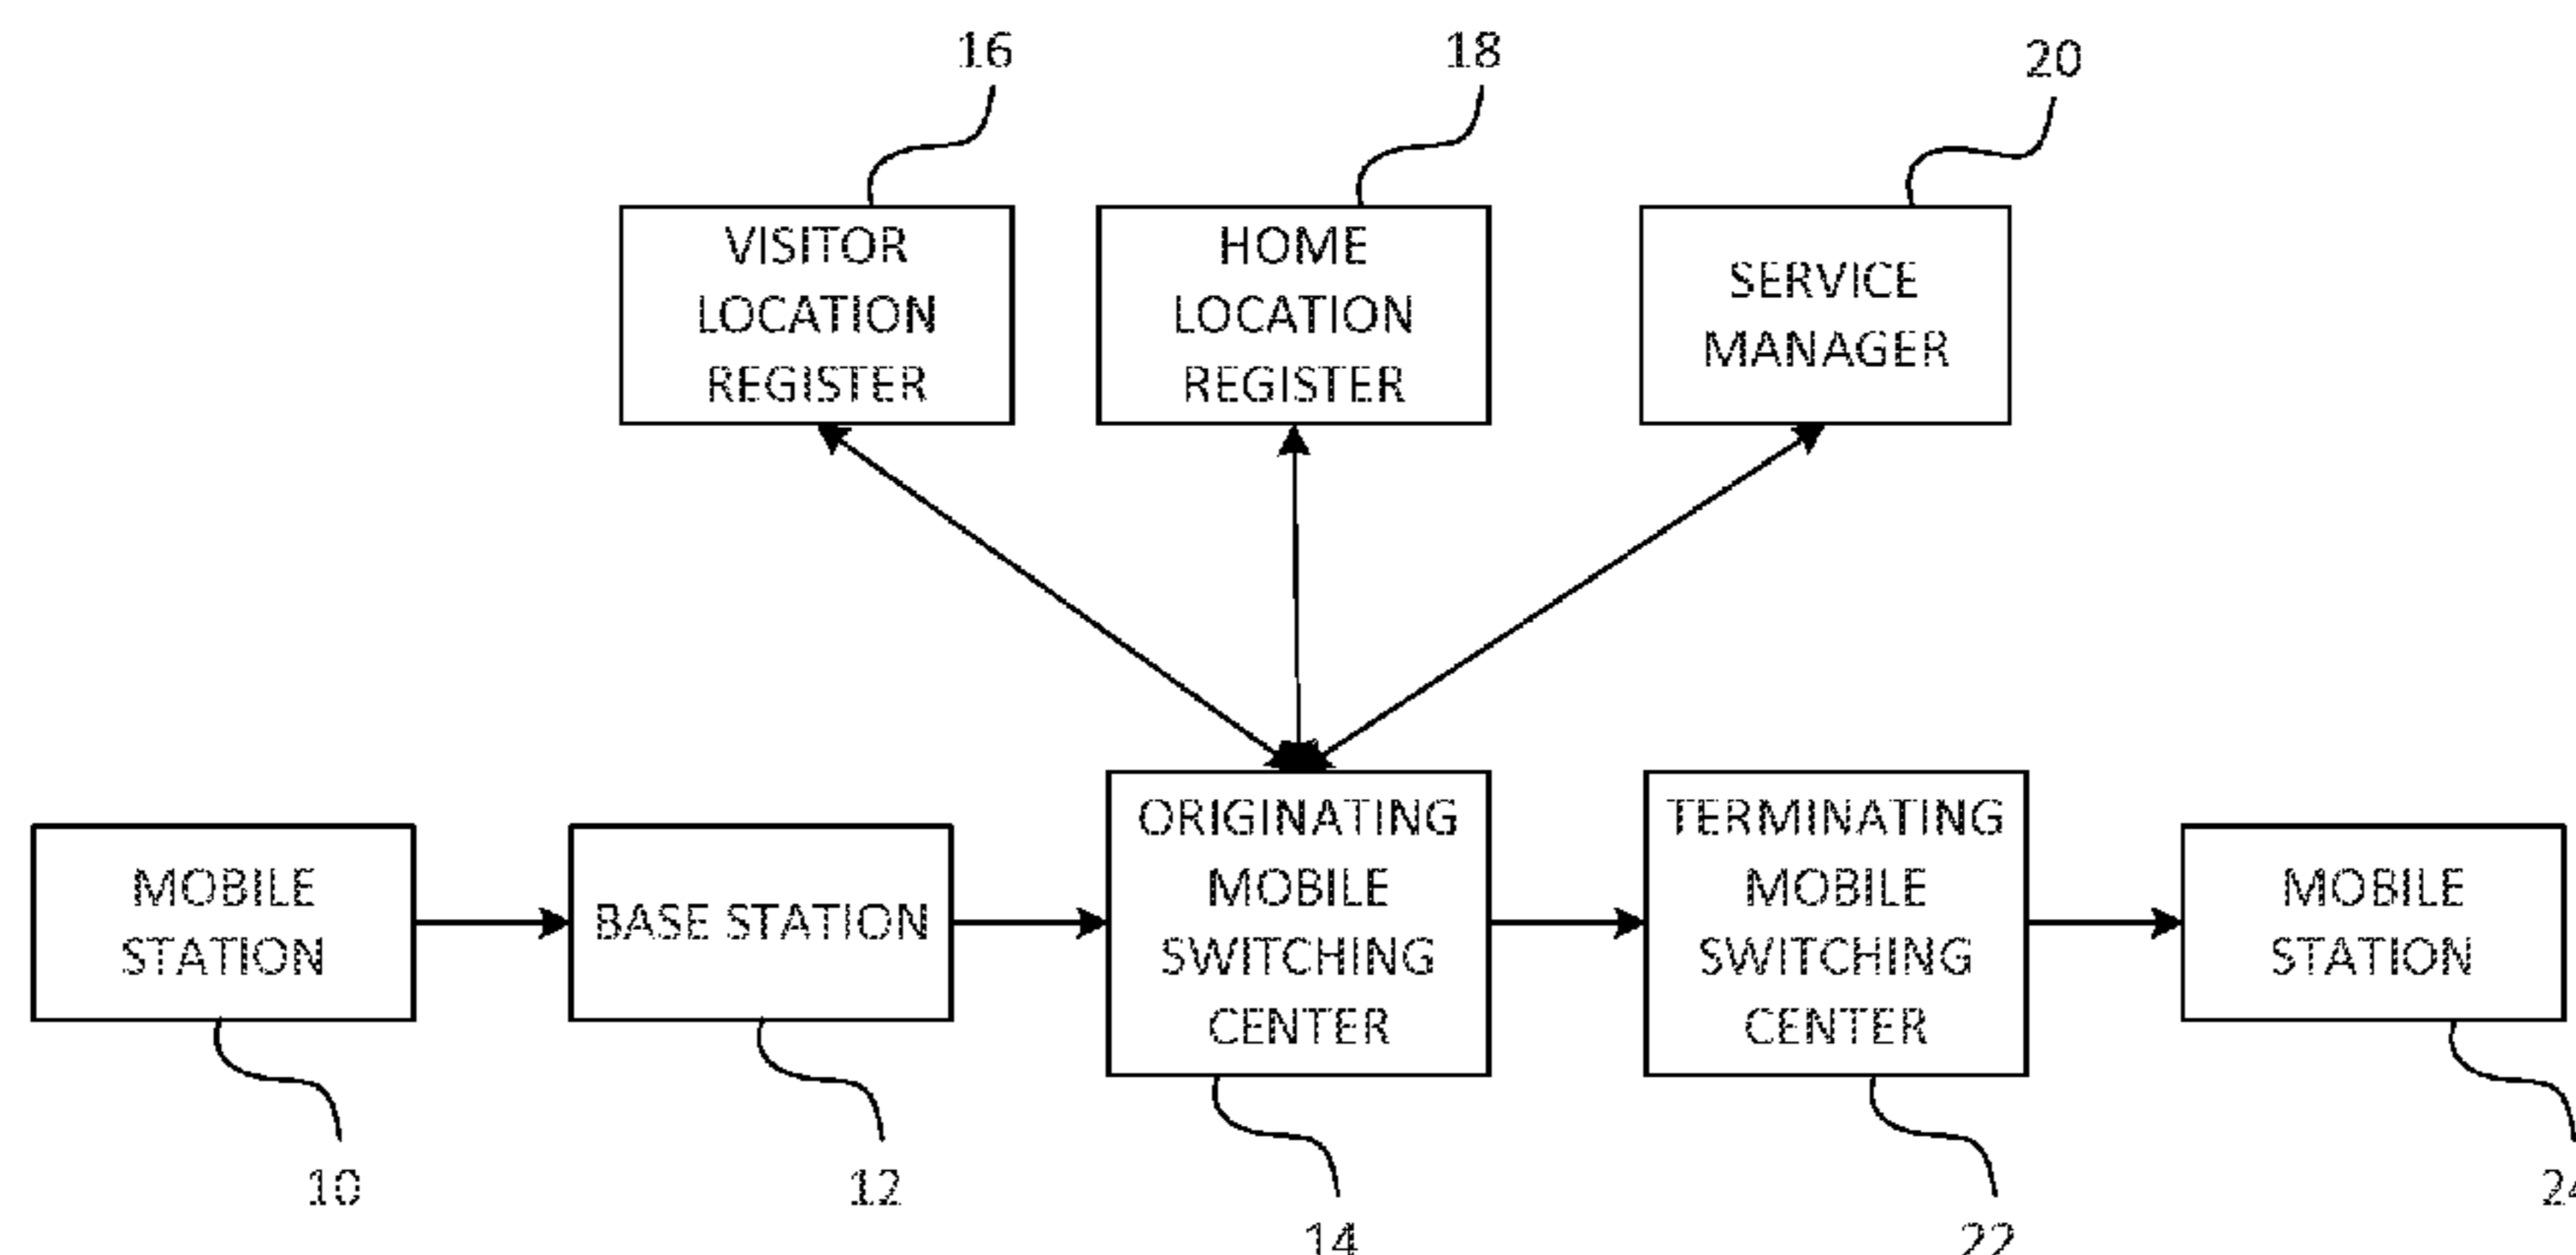 16
18
20
VISITOR
LOCATION
REGISTER
HOME
LOCATION
REGISTER
SERVICE
MANAGER
MOBILE
STATION
BASE STATION
ORIGINATING
MOBILE
SWITCHING
CENTER
TERMINATING
MOBILE
SWITCHING
CENTER
MOBILE
STATION
10
12
14
22
24